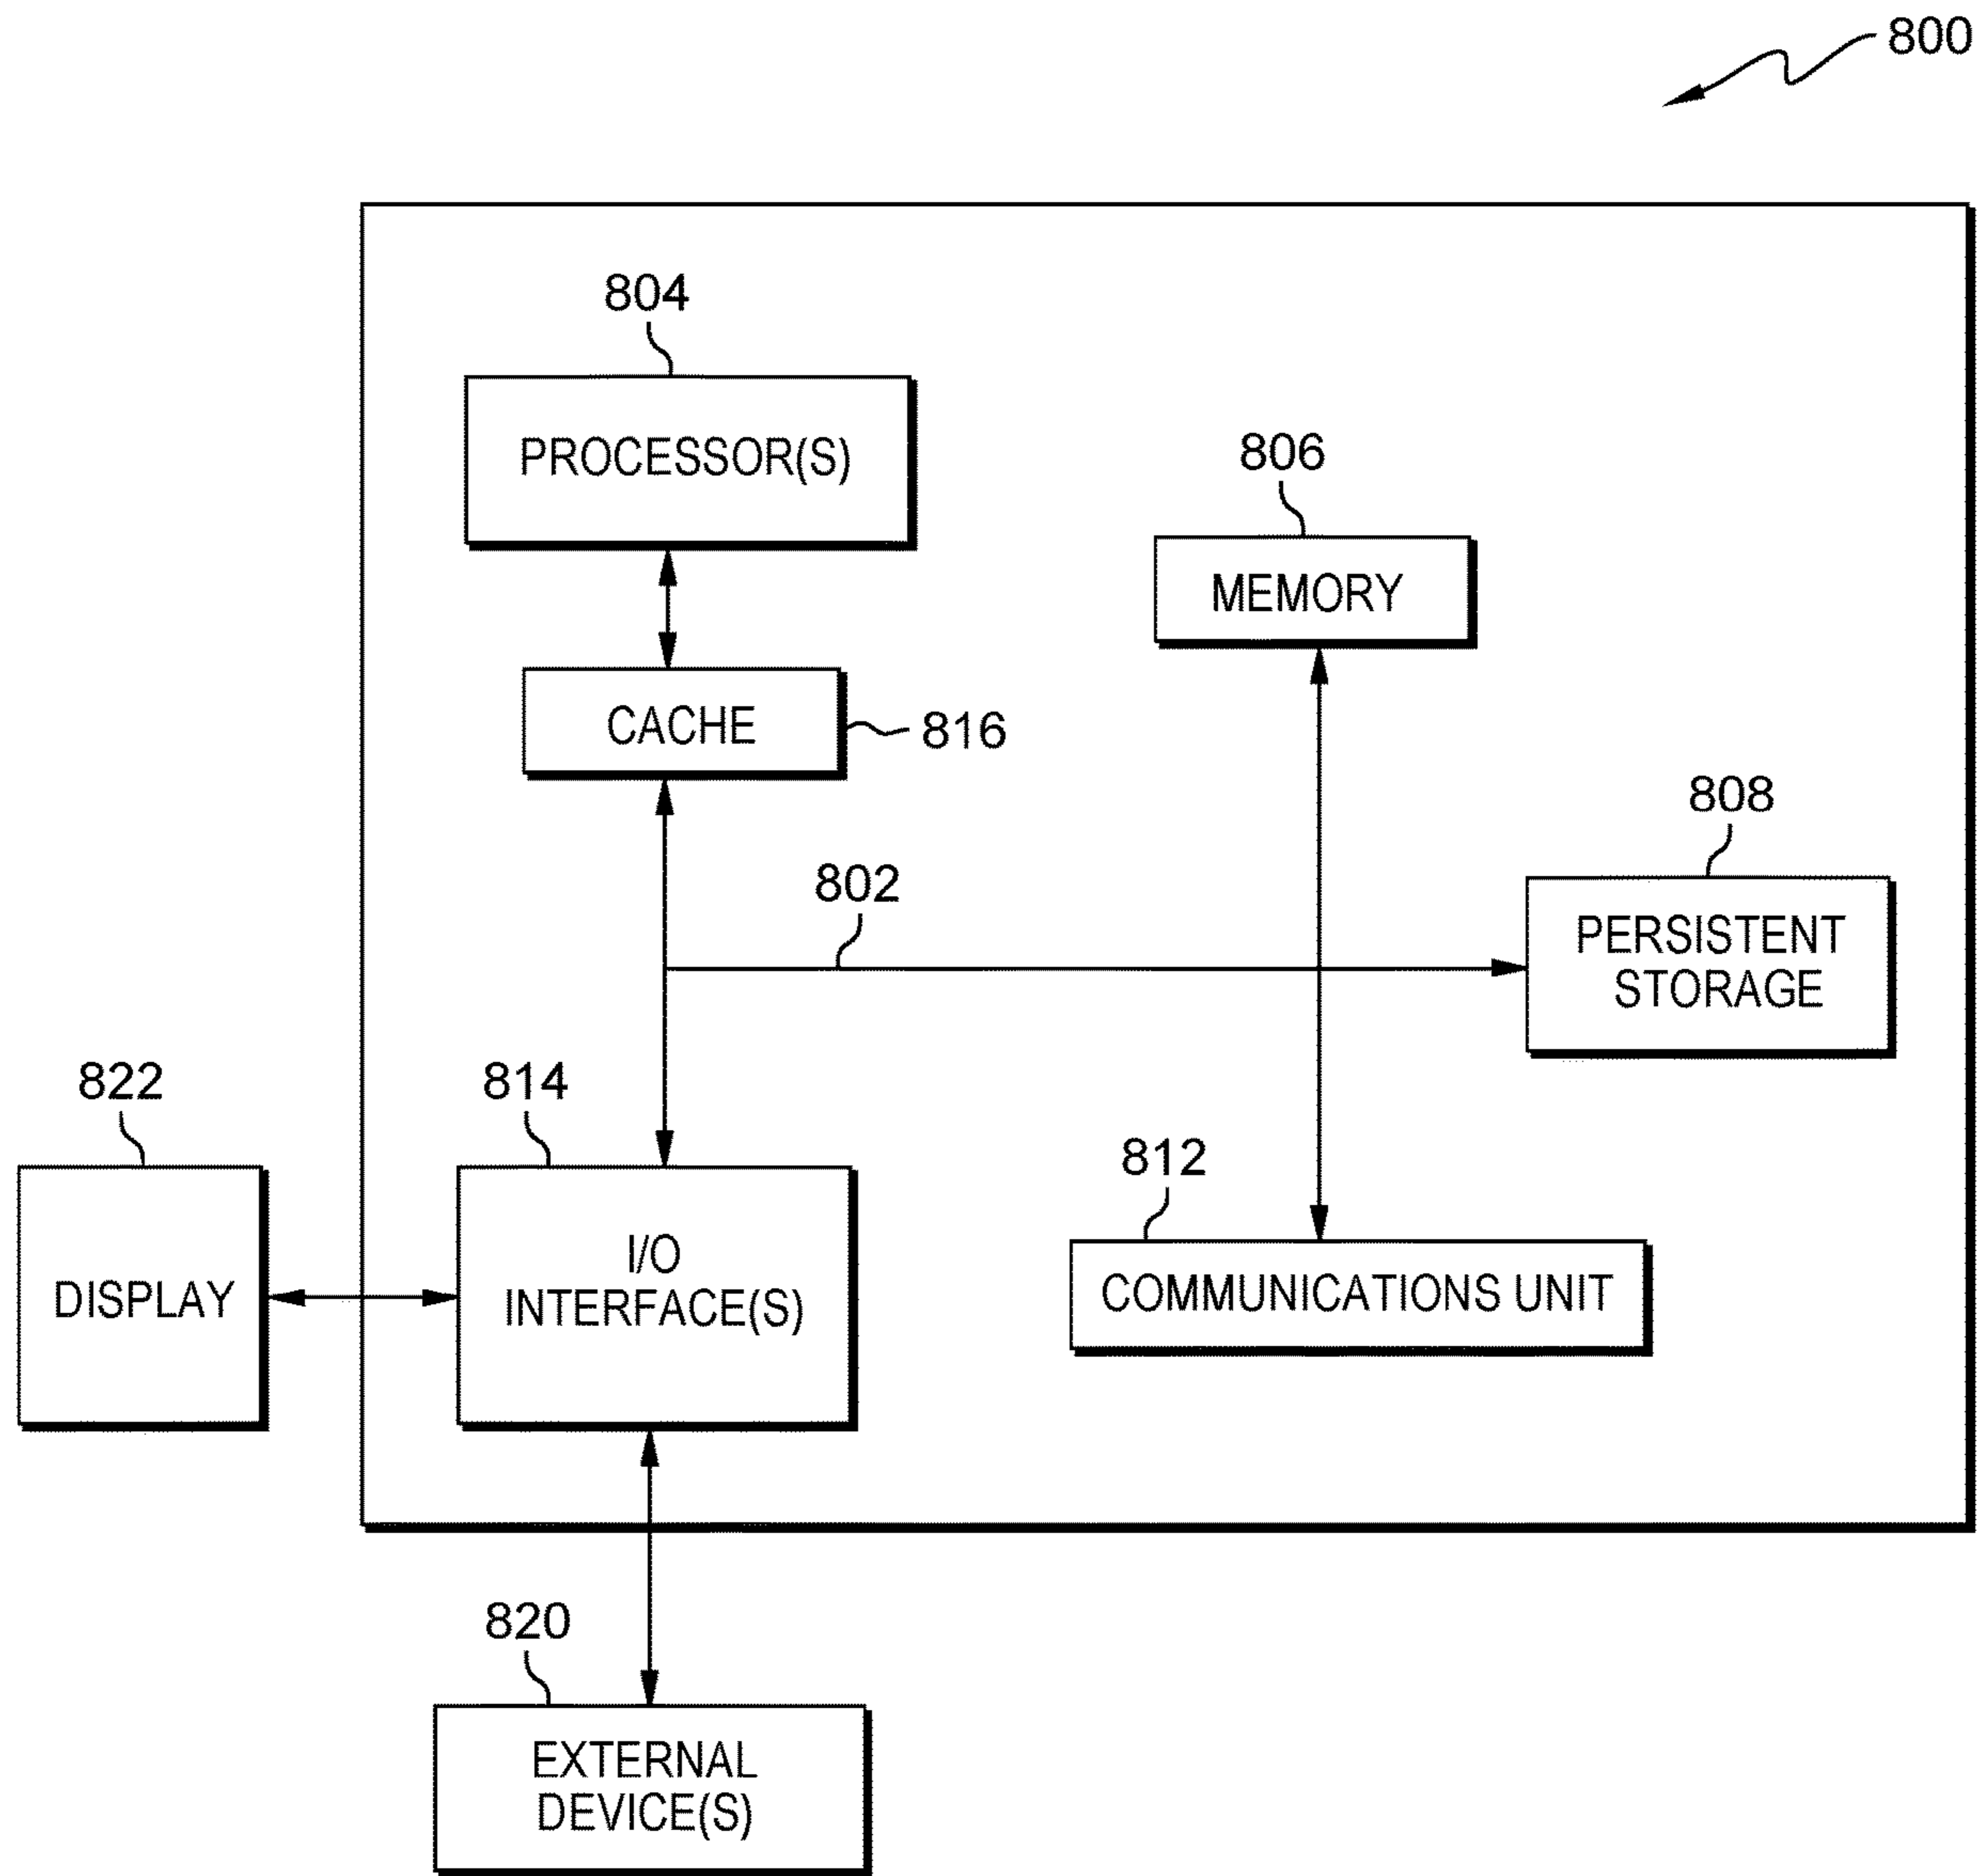 800
804
PROCESSOR(S)
806
MEMORY
CACHE
816
808
802
PERSISTENT
STORAGE
822
814
812
DISPLAY
I/O
INTERFACE(S)
COMMUNICATIONS UNIT
820
EXTERNAL
DEVICE(S)